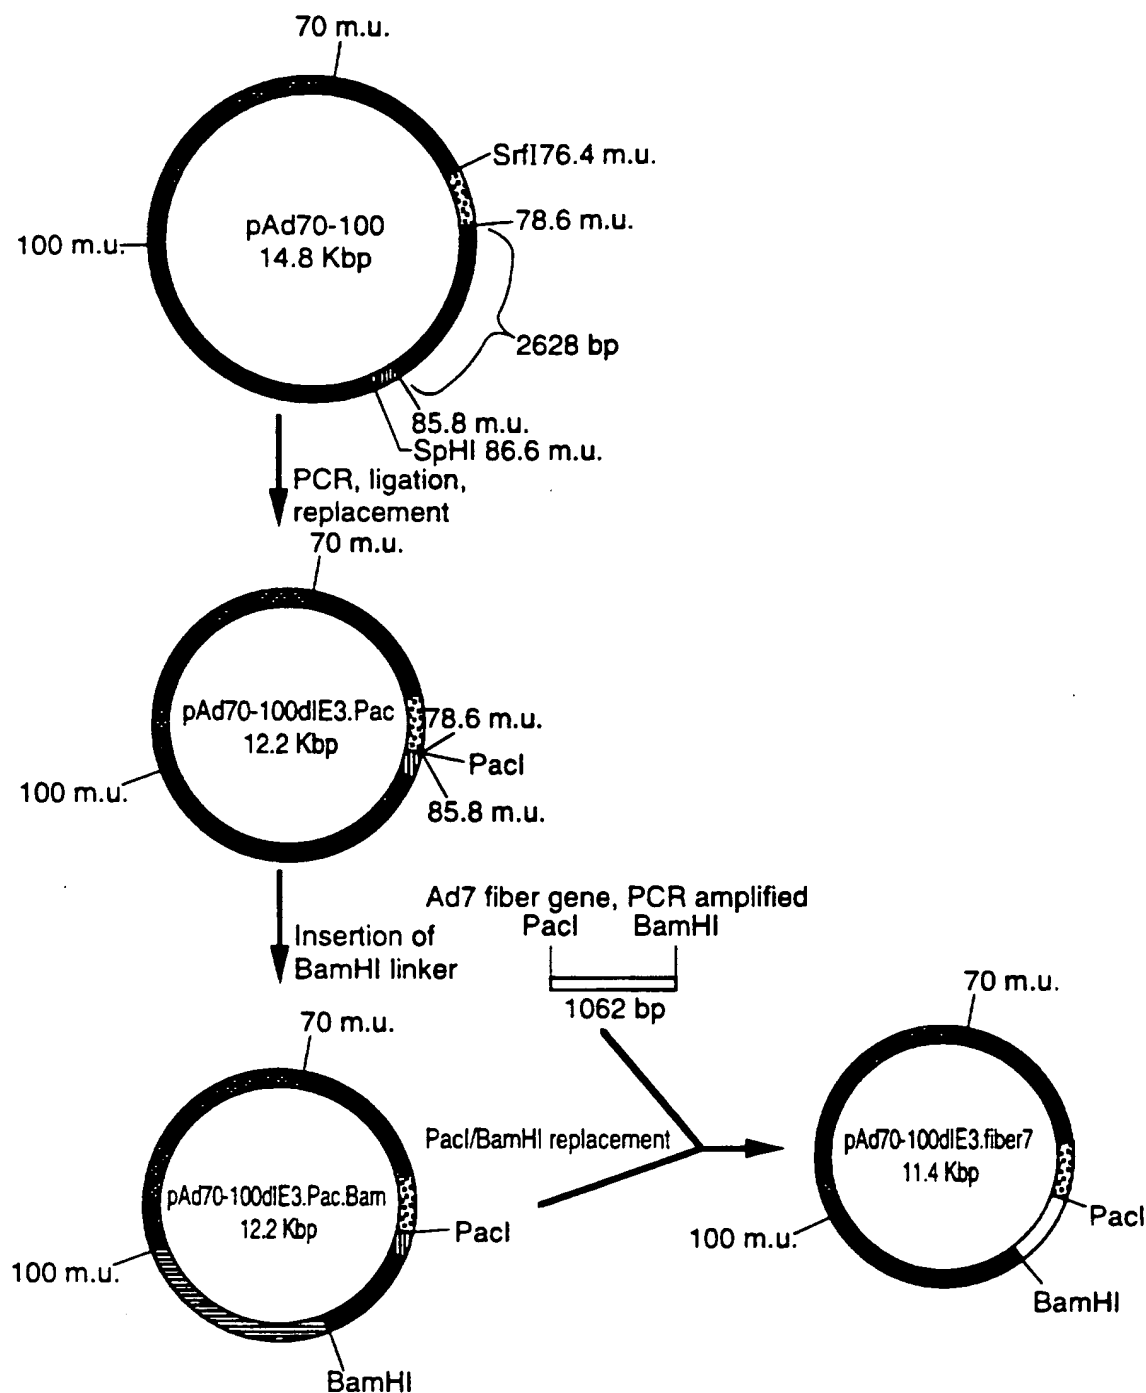 70 m.u.
SrfI76.4 m.u.
78.6 m.u.
pAd70-100
14.8 Kbp
100 m.u.
2628 bp
85.8 m.u.
SpHI 86.6 m.u.
PCR, ligation,
replacement
70 m.u.
pAd70-100dlE3.Pac
12.2 Kbp
78.6 m.u.
PacI
85.8 m.u.
100 m.u.
Insertion of
BamHI linker
Ad7 fiber gene, PCR amplified
PacI BamHI
1062 bp
70 m.u.
pAd70-100dlE3.Pac.Bam
12.2 Kbp
PacI
100 m.u.
BamHI
PacI/BamHI replacement
70 m.u.
pAd70-100dlE3.fiber7
11.4 Kbp
PacI
100 m.u.
BamHI